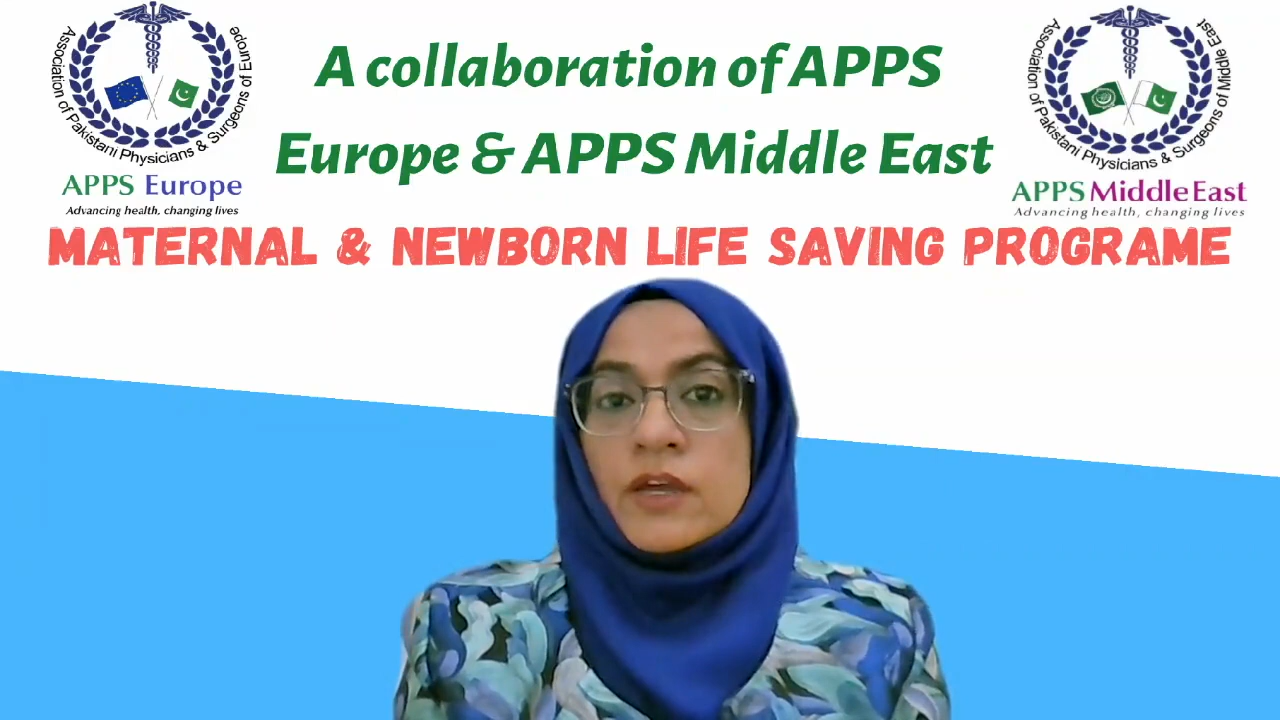 Association of Pakistani Physicians & Surgeons of Europe
APPS Europe
Advancing health, changing lives
A collaboration of APPS
Europe & APPS Middle East
Association of Pakistani Physicians & Surgeons of Middle East
APPS Middle East
Advancing health, changing lives
MATERNAL & NEWBORN LIFE SAVING PROGRAME